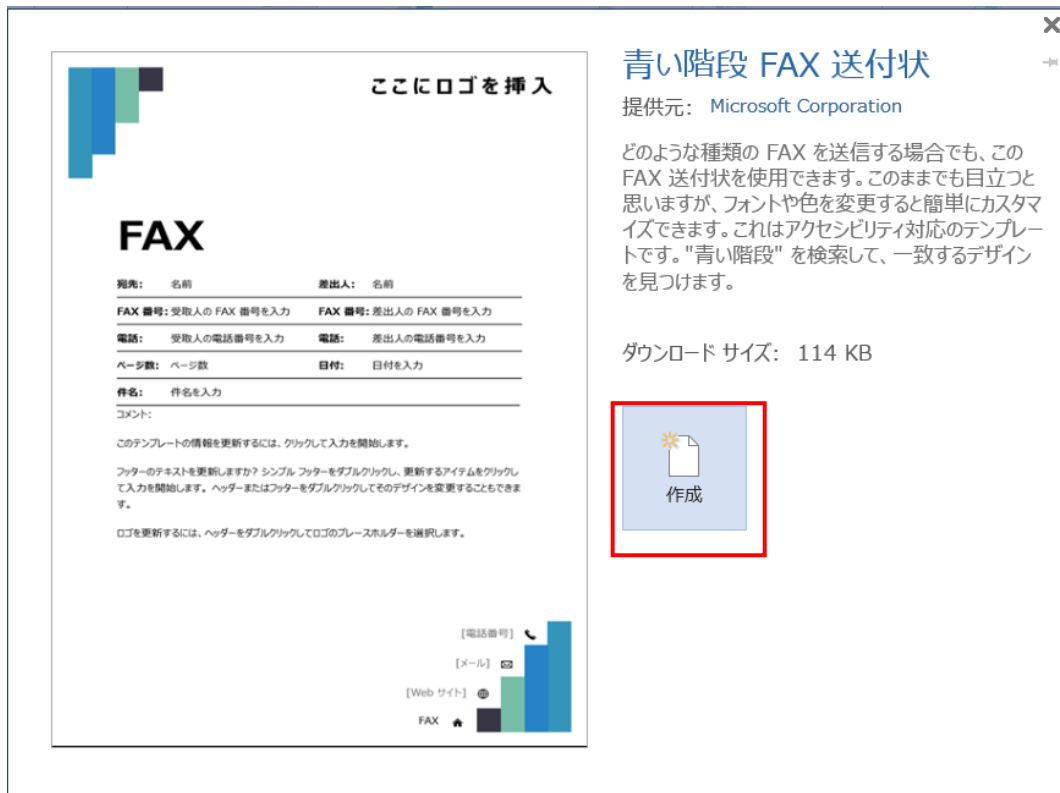 ここにロゴを挿入
FAX
宛先: 名前 差出人: 名前
FAX 番号: 受取人の FAX 番号を入力 FAX 番号: 差出人の FAX 番号を入力
電話: 受取人の電話番号を入力 電話: 差出人の電話番号を入力
ページ数: ページ数 日付: 日付を入力
件名: 件名を入力
コメント:
このテンプレートの情報を更新するには、クリックして入力を開始します。
フッターのテキストを更新しますか? シンプル フッターをダブルクリックし、更新するアイテムをクリックし
て入力を開始します。ヘッダーまたはフッターをダブルクリックしてそのデザインを変更することもできま
す。
ロゴを更新するには、ヘッダーをダブルクリックしてロゴのプレースホルダーを選択します。
[電話番号]
[メール]
[Web サイト]
FAX
青い階段 FAX 送付状
提供元: Microsoft Corporation
どのような種類の FAX を送信する場合でも、この
FAX 送付状を使用できます。このままでも目立つと
思いますが、フォントや色を変更すると簡単にカスタマ
イズできます。これはアクセシビリティ対応のテンプレー
トです。"青い階段" を検索して、一致するデザイン
を見つけます。
ダウンロード サイズ: 114 KB
作成